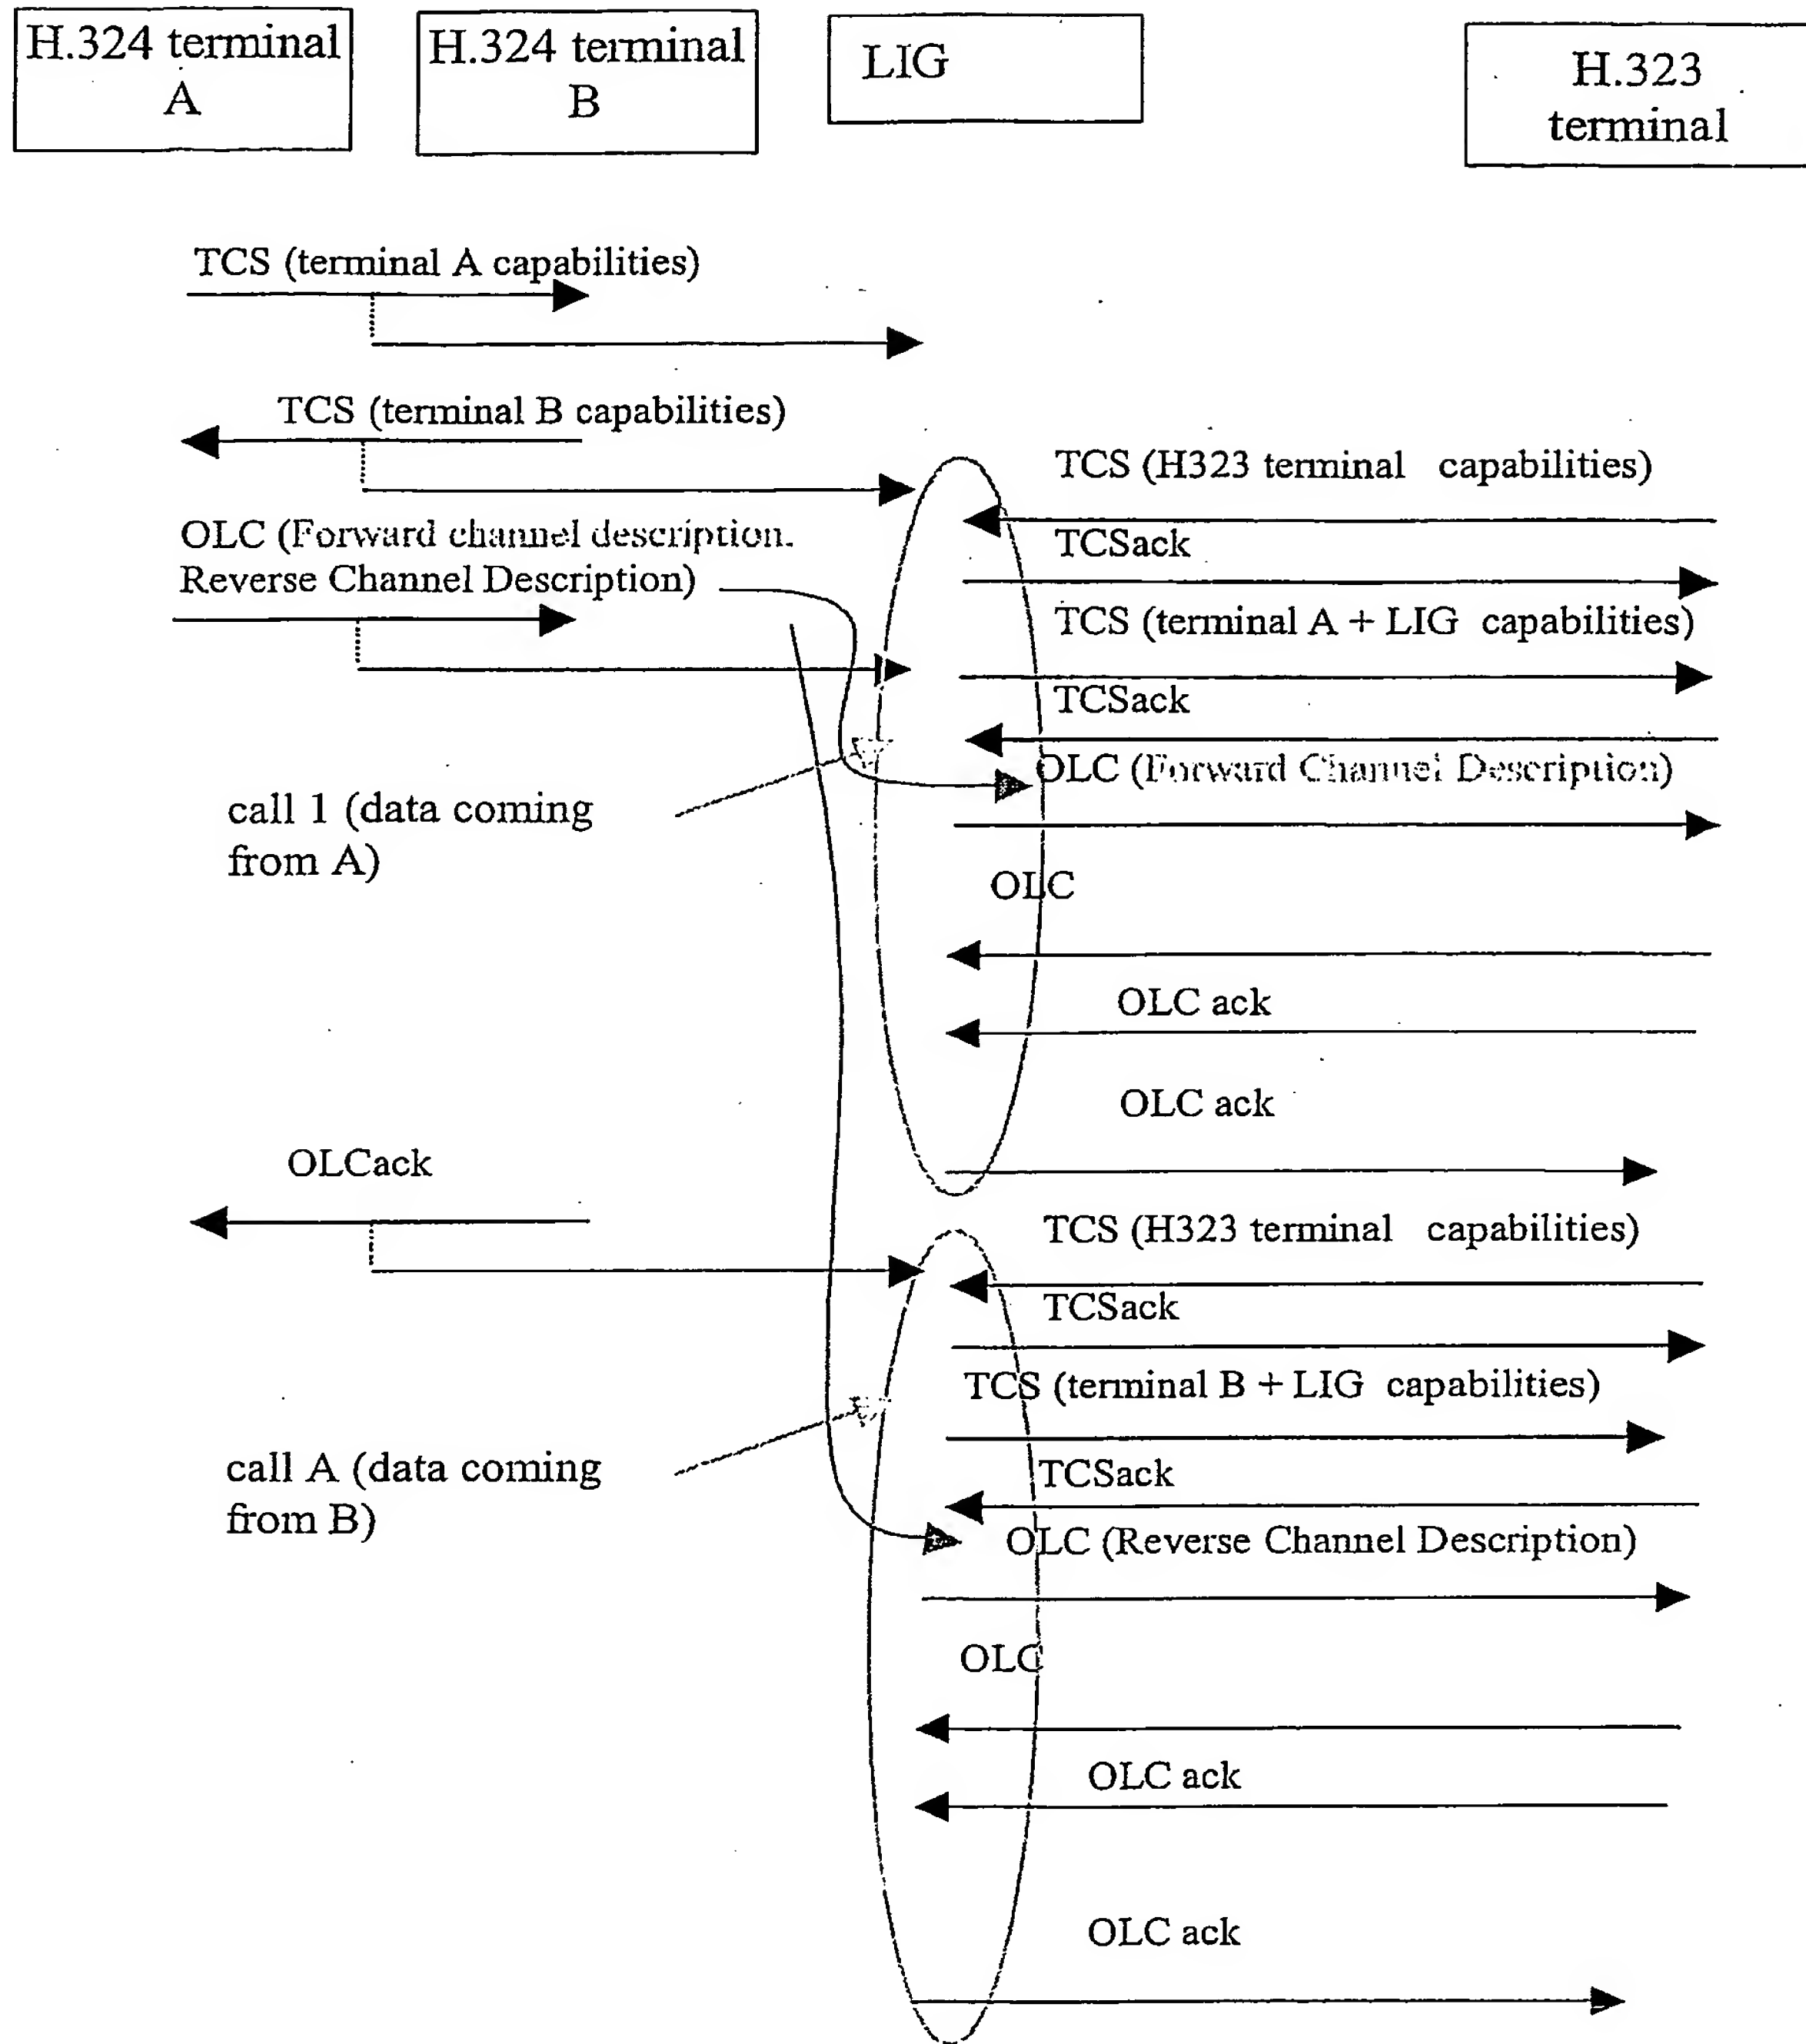 H.324 terminal
A
H.324 terminal
B
LIG
H.323
terminal
TCS (terminal A capabilities)
TCS (terminal B capabilities)
TCS (H323 terminal capabilities)
OLC (Forward channel description.
Reverse Channel Description)
TCSack
TCS (terminal A + LIG capabilities)
TCSack
OLC (Forward Channel Description)
call 1 (data coming
from A)
OLC
OLC ack
OLC ack
OLCack
TCS (H323 terminal capabilities)
TCSack
TCS (terminal B + LIG capabilities)
call A (data coming
from B)
TCSack
OLC (Reverse Channel Description)
OLC
OLC ack
OLC ack